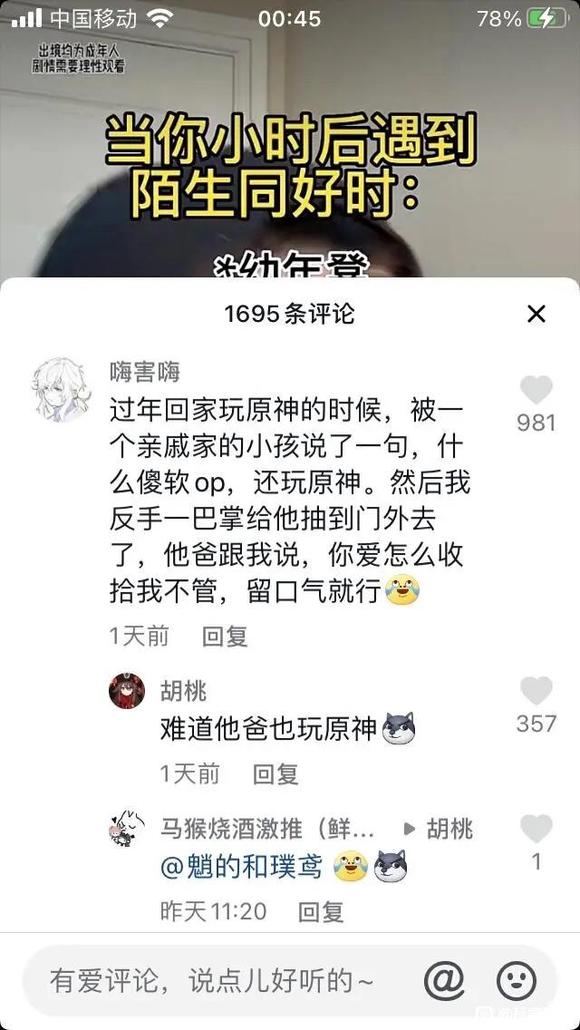 中国移动
00:45
78%
出境均为成年人
剧情需要理性观看
当你小时后遇到
陌生同好时：
*幼年登
1695条评论
嗨害嗨
过年回家玩原神的时候，被一
个亲戚家的小孩说了一句，什
么傻软op，还玩原神。然后我
反手一巴掌给他抽到门外去
了，他爸跟我说，你爱怎么收
拾我不管，留口气就行
981
1天前 回复
胡桃
难道他爸也玩原神
357
1天前 回复
马猴烧酒激推（鲜... ▶ 胡桃
@魈的和璞鸢
1
昨天11:20 回复
有爱评论，说点儿好听的~